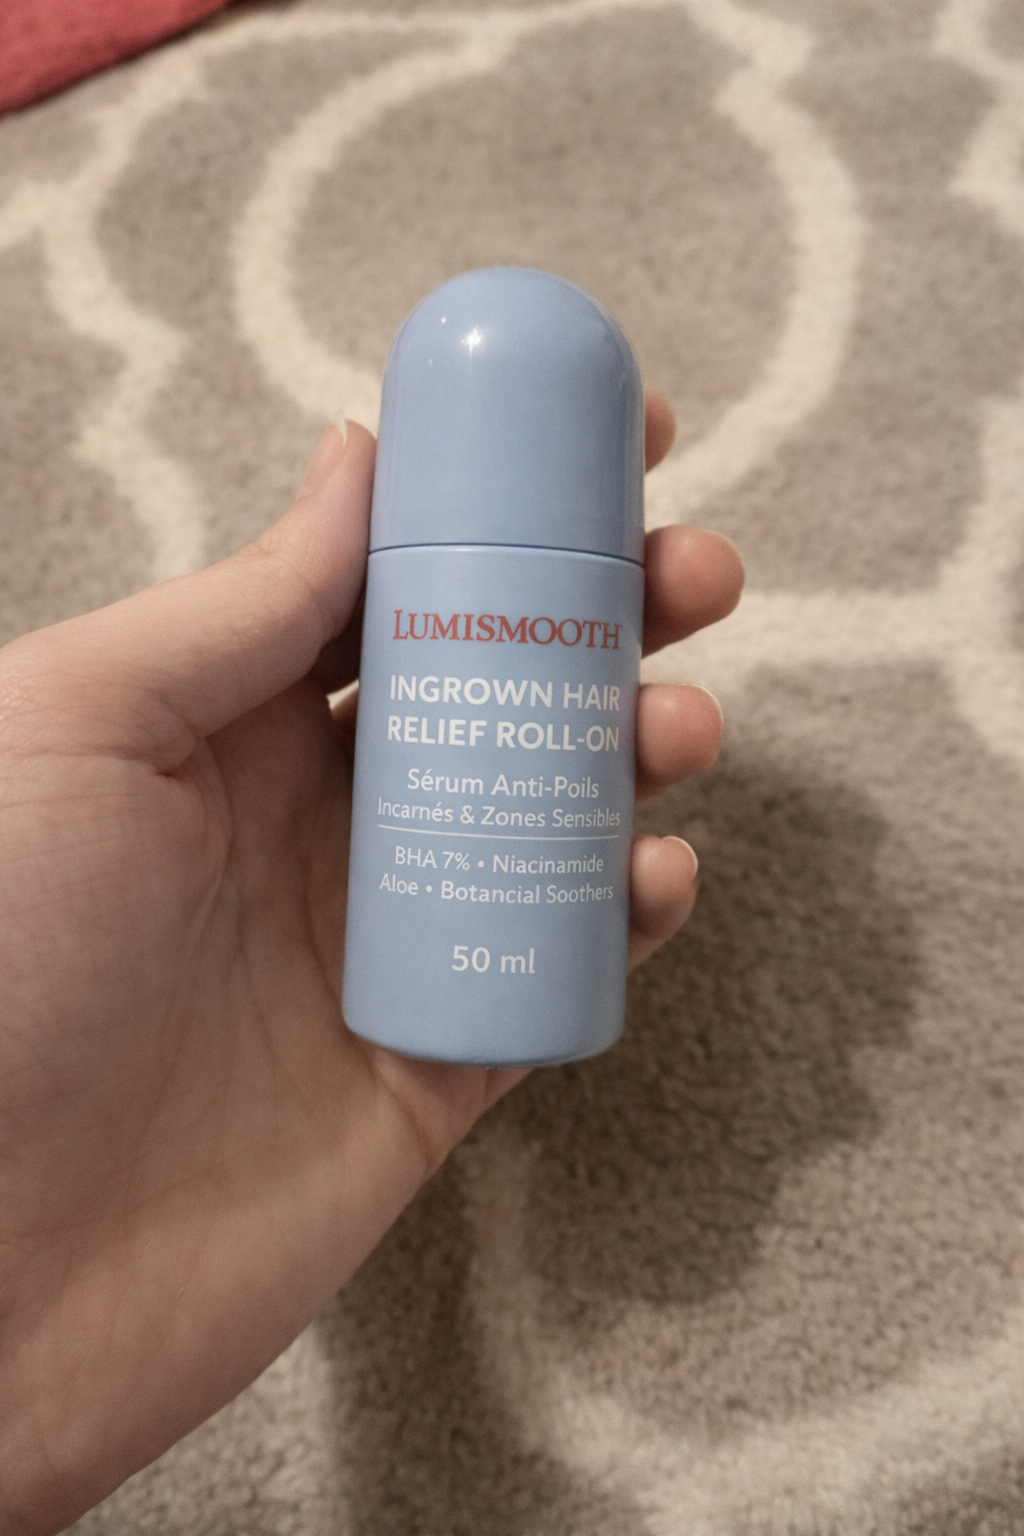 LUMISMOOTH
INGROWN HAIR
RELIEF ROLL-ON
Sérum Anti-Poils
Incarnés & Zones Sensibles
BHA 7% • Niacinamide
Aloe • Botancial Soothers
50 ml